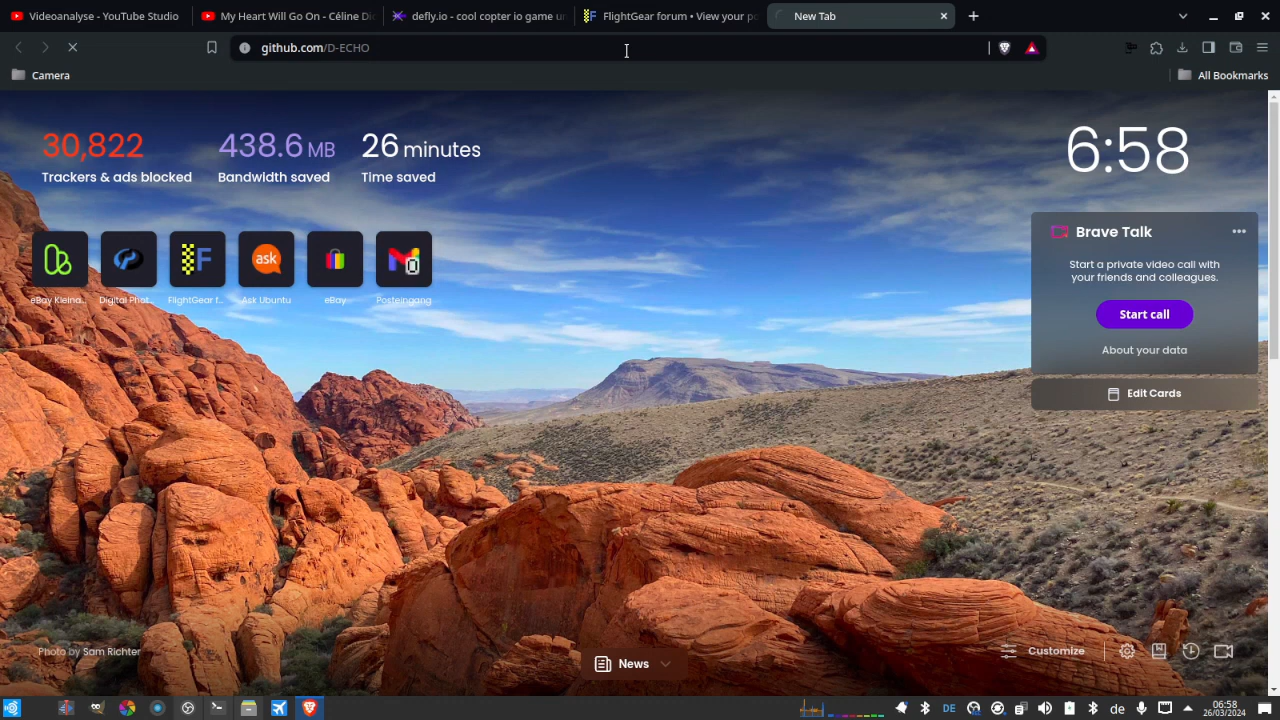 Videoanalyse - YouTube Studio
My Heart Will Go On - Céline Di
defly.io - cool copter io game u
FlightGear forum • View your po
New Tab
github.com/D-ECHO
Camera
All Bookmarks
30,822
Trackers & ads blocked
438.6 MB
Bandwidth saved
26 minutes
Time saved
6:58
eBay Kleina...
Digital Phot...
FlightGear f...
ask
Ask Ubuntu
eBay
Posteingang
Brave Talk
Start a private video call with
your friends and colleagues.
Start call
About your data
Edit Cards
Photo by Sam Richter
News
Customize
DE
de
06:58
26/03/2024